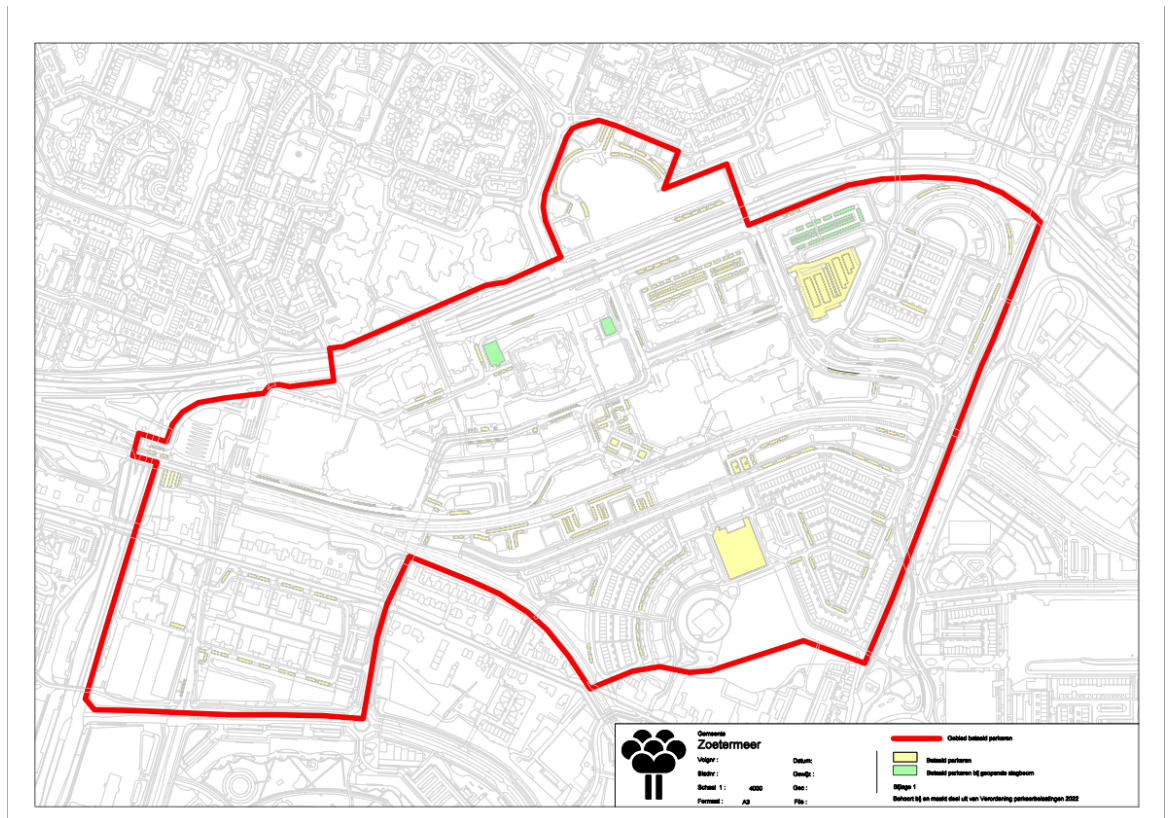 Gemeente
Zoetermeer
Volgnr :
Datum:
Bladnr :
Gewijz :
Schaal 1 : 4000
Geo :
Formaat : A3
File :
Gebied betaald parkeren
Betaald parkeren
Betaald parkeren bij geopende slagboom
Bijlage 1
Behoort bij en maakt deel uit van Verordening parkeerbelastingen 2022